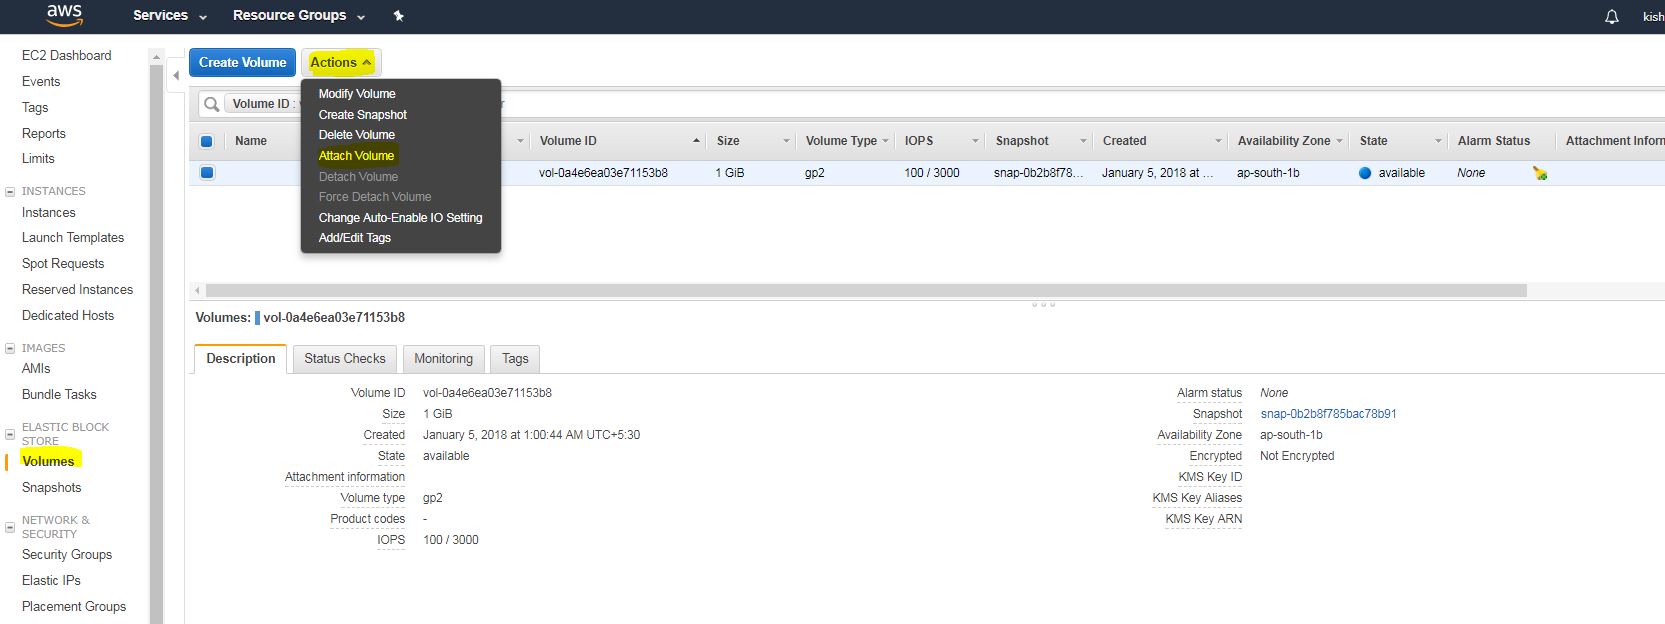 aws Services Resource Groups kish
EC2 Dashboard
Events
Tags
Reports
Limits
INSTANCES
Instances
Launch Templates
Spot Requests
Reserved Instances
Dedicated Hosts
IMAGES
AMIs
Bundle Tasks
ELASTIC BLOCK
STORE
Volumes
Snapshots
NETWORK &
SECURITY
Security Groups
Elastic IPs
Placement Groups
Create Volume Actions
Modify Volume
Create Snapshot
Delete Volume
Attach Volume
Detach Volume
Force Detach Volume
Change Auto-Enable IO Setting
Add/Edit Tags
Volume ID :
Name Volume ID Size Volume Type IOPS Snapshot Created Availability Zone State Alarm Status Attachment Inform
vol-0a4e6ea03e71153b8 1 GiB gp2 100 / 3000 snap-0b2b8f78... January 5, 2018 at ... ap-south-1b available None
Volumes: vol-0a4e6ea03e71153b8
Description Status Checks Monitoring Tags
Volume ID vol-0a4e6ea03e71153b8
Size 1 GiB
Created January 5, 2018 at 1:00:44 AM UTC+5:30
State available
Attachment information
Volume type gp2
Product codes -
IOPS 100 / 3000
Alarm status None
Snapshot snap-0b2b8f785bac78b91
Availability Zone ap-south-1b
Encrypted Not Encrypted
KMS Key ID
KMS Key Aliases
KMS Key ARN